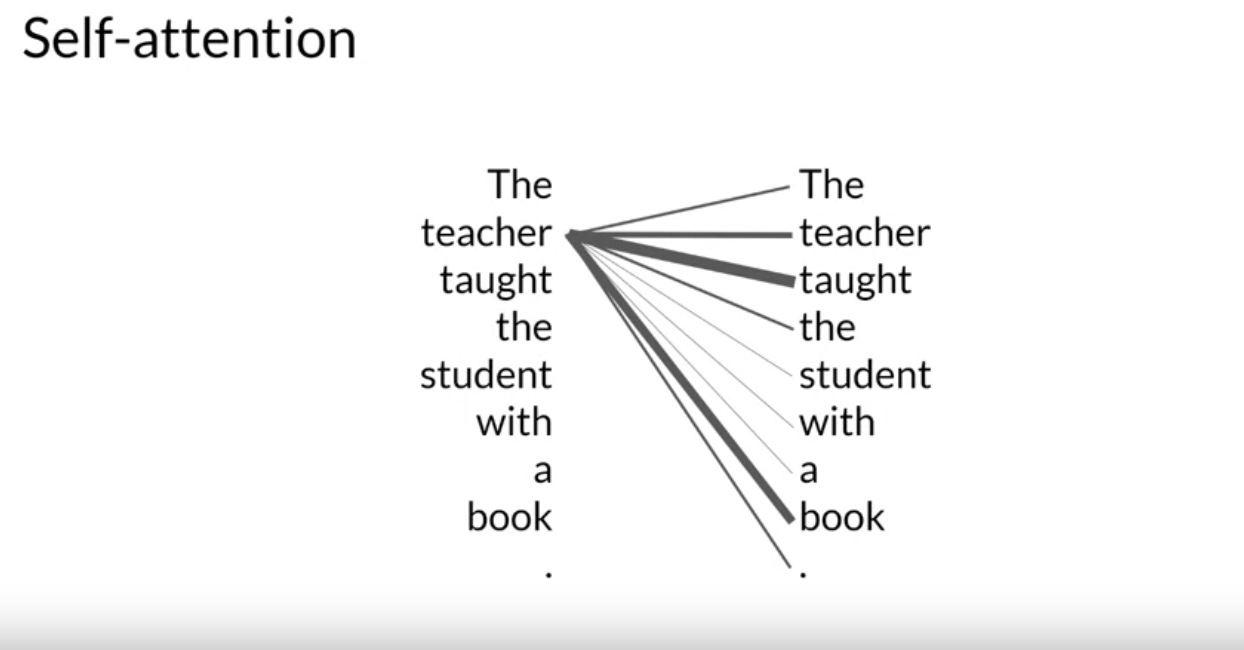 Self-attention
The The
teacher teacher
taught taught
the the
student student
with with
a a
book book
. .